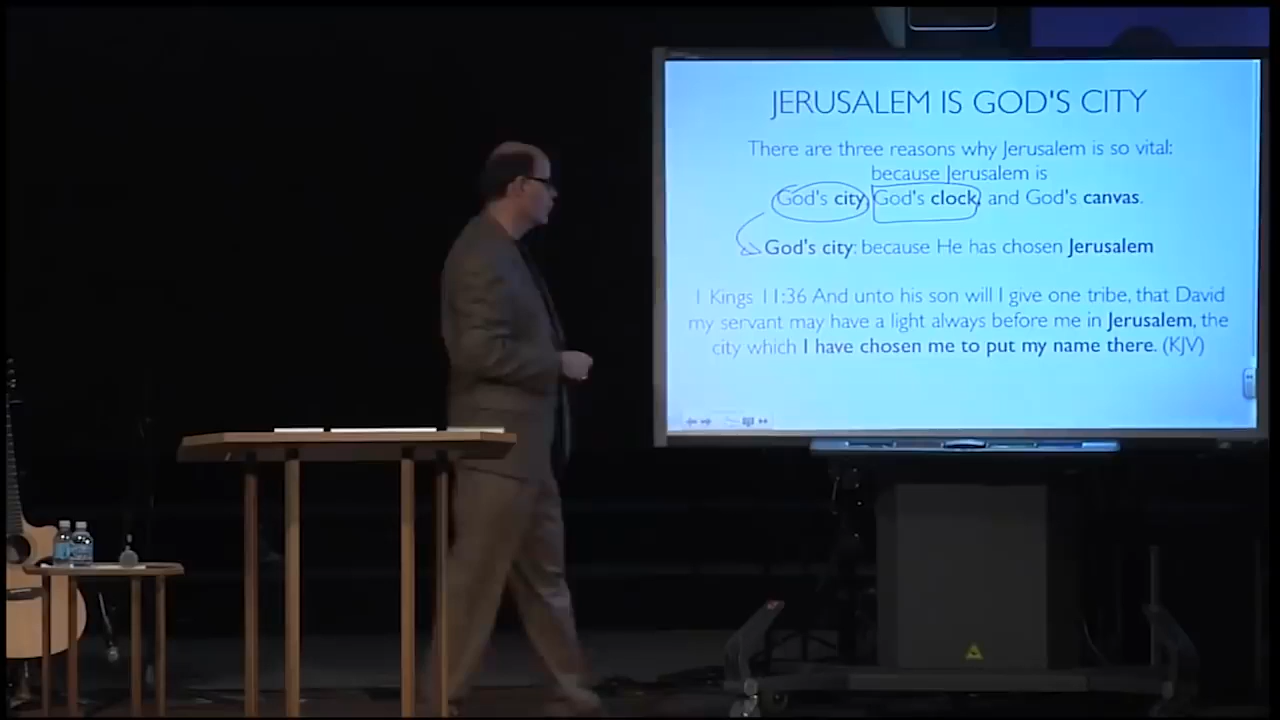 JERUSALEM IS GOD'S CITY
There are three reasons why Jerusalem is so vital:
because Jerusalem is
God's city, God's clock, and God's canvas.
God's city: because He has chosen Jerusalem
1 Kings 11:36 And unto his son will I give one tribe, that David
my servant may have a light always before me in Jerusalem, the
city which I have chosen me to put my name there. (KJV)